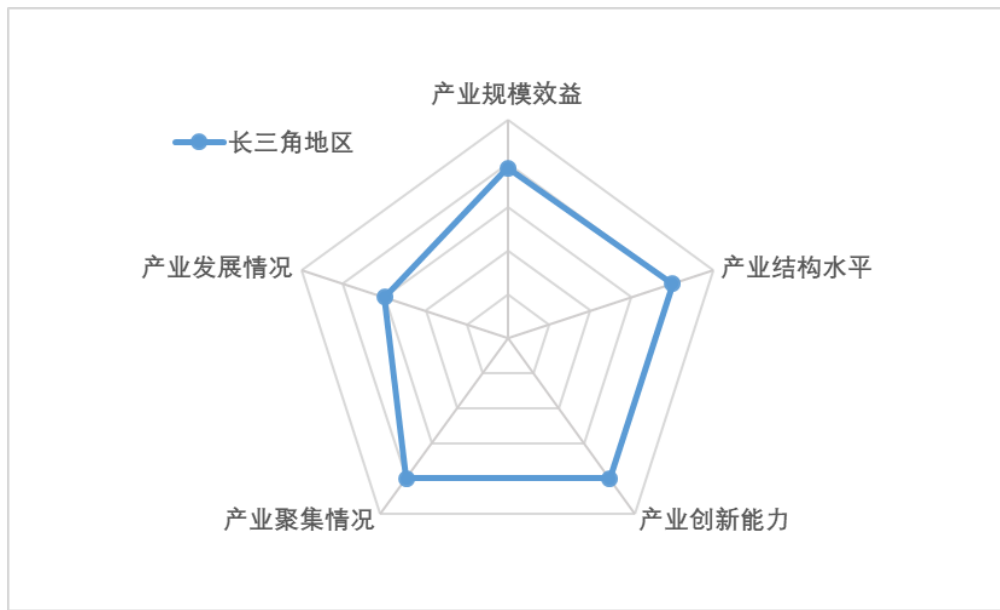 产业规模效益
长三角地区
产业发展情况
产业结构水平
产业聚集情况
产业创新能力